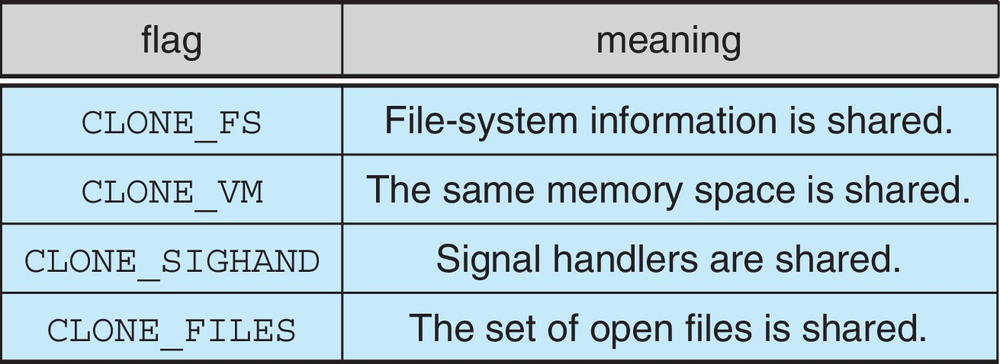 flag meaning
CLONE_FS File-system information is shared.
CLONE_VM The same memory space is shared.
CLONE_SIGHAND Signal handlers are shared.
CLONE_FILES The set of open files is shared.